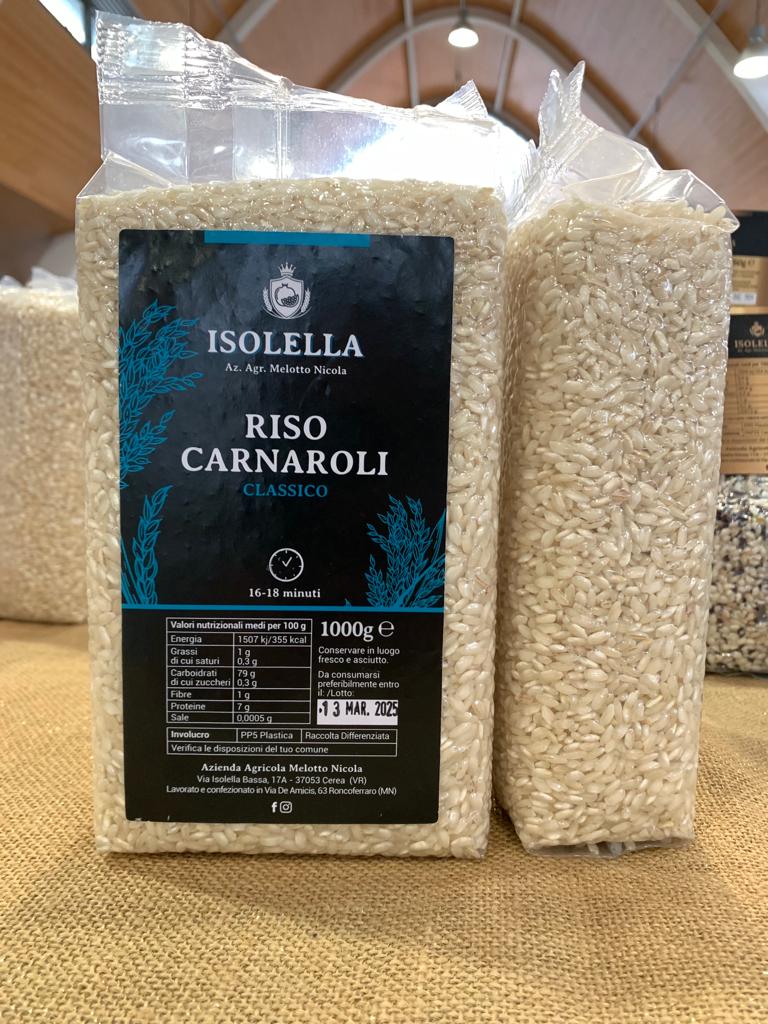 ISOLELLA
Az. Agr. Melotto Nicola
RISO
CARNAROLI
CLASSICO
16-18 minuti
Valori nutrizionali medi per 100 g
Energia 1507 kj/355 kcal
Grassi 1 g
di cui saturi 0,3 g
Carboidrati 79 g
di cui zuccheri 0,3 g
Fibre 1 g
Proteine 7 g
Sale 0,0005 g
1000g ℮
Conservare in luogo
fresco e asciutto.
Da consumarsi
preferibilmente entro
il: /Lotto:
13 MAR. 2025
Involucro PP5 Plastica Raccolta Differenziata
Verifica le disposizioni del tuo comune
Azienda Agricola Melotto Nicola
Via Isolella Bassa, 17A - 37053 Cerea (VR)
Lavorato e confezionato in Via De Amicis, 63 Roncoferraro (MN)